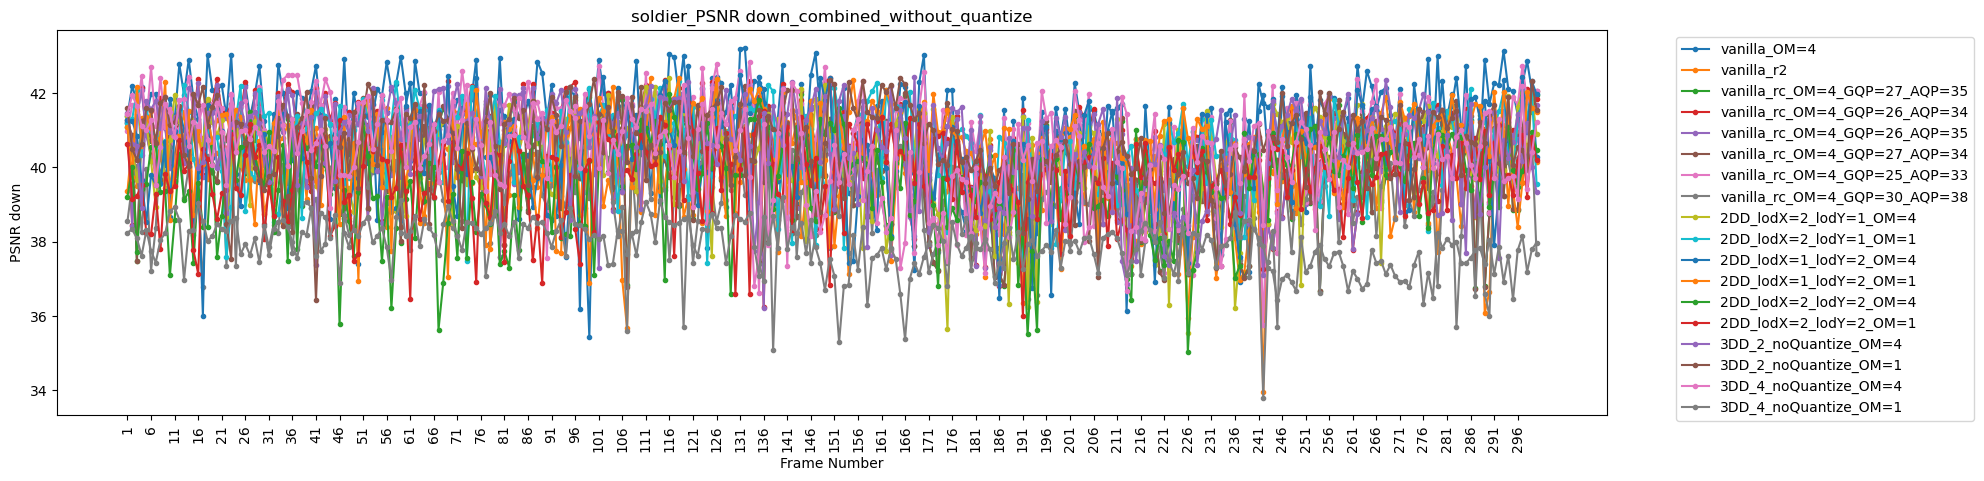 soldier_PSNR down_combined_without_quantize
PSNR down
42
40
38
36
34
1 6 11 16 21 26 31 36 41 46 51 56 61 66 71 76 81 86 91 96 101 106 111 116 121 126 131 136 141 146 151 156 161 166 171 176 181 186 191 196 201 206 211 216 221 226 231 236 241 246 251 256 261 266 271 276 281 286 291 296
Frame Number
vanilla_OM=4
vanilla_r2
vanilla_rc_OM=4_GQP=27_AQP=35
vanilla_rc_OM=4_GQP=26_AQP=34
vanilla_rc_OM=4_GQP=26_AQP=35
vanilla_rc_OM=4_GQP=27_AQP=34
vanilla_rc_OM=4_GQP=25_AQP=33
vanilla_rc_OM=4_GQP=30_AQP=38
2DD_lodX=2_lodY=1_OM=4
2DD_lodX=2_lodY=1_OM=1
2DD_lodX=1_lodY=2_OM=4
2DD_lodX=1_lodY=2_OM=1
2DD_lodX=2_lodY=2_OM=4
2DD_lodX=2_lodY=2_OM=1
3DD_2_noQuantize_OM=4
3DD_2_noQuantize_OM=1
3DD_4_noQuantize_OM=4
3DD_4_noQuantize_OM=1